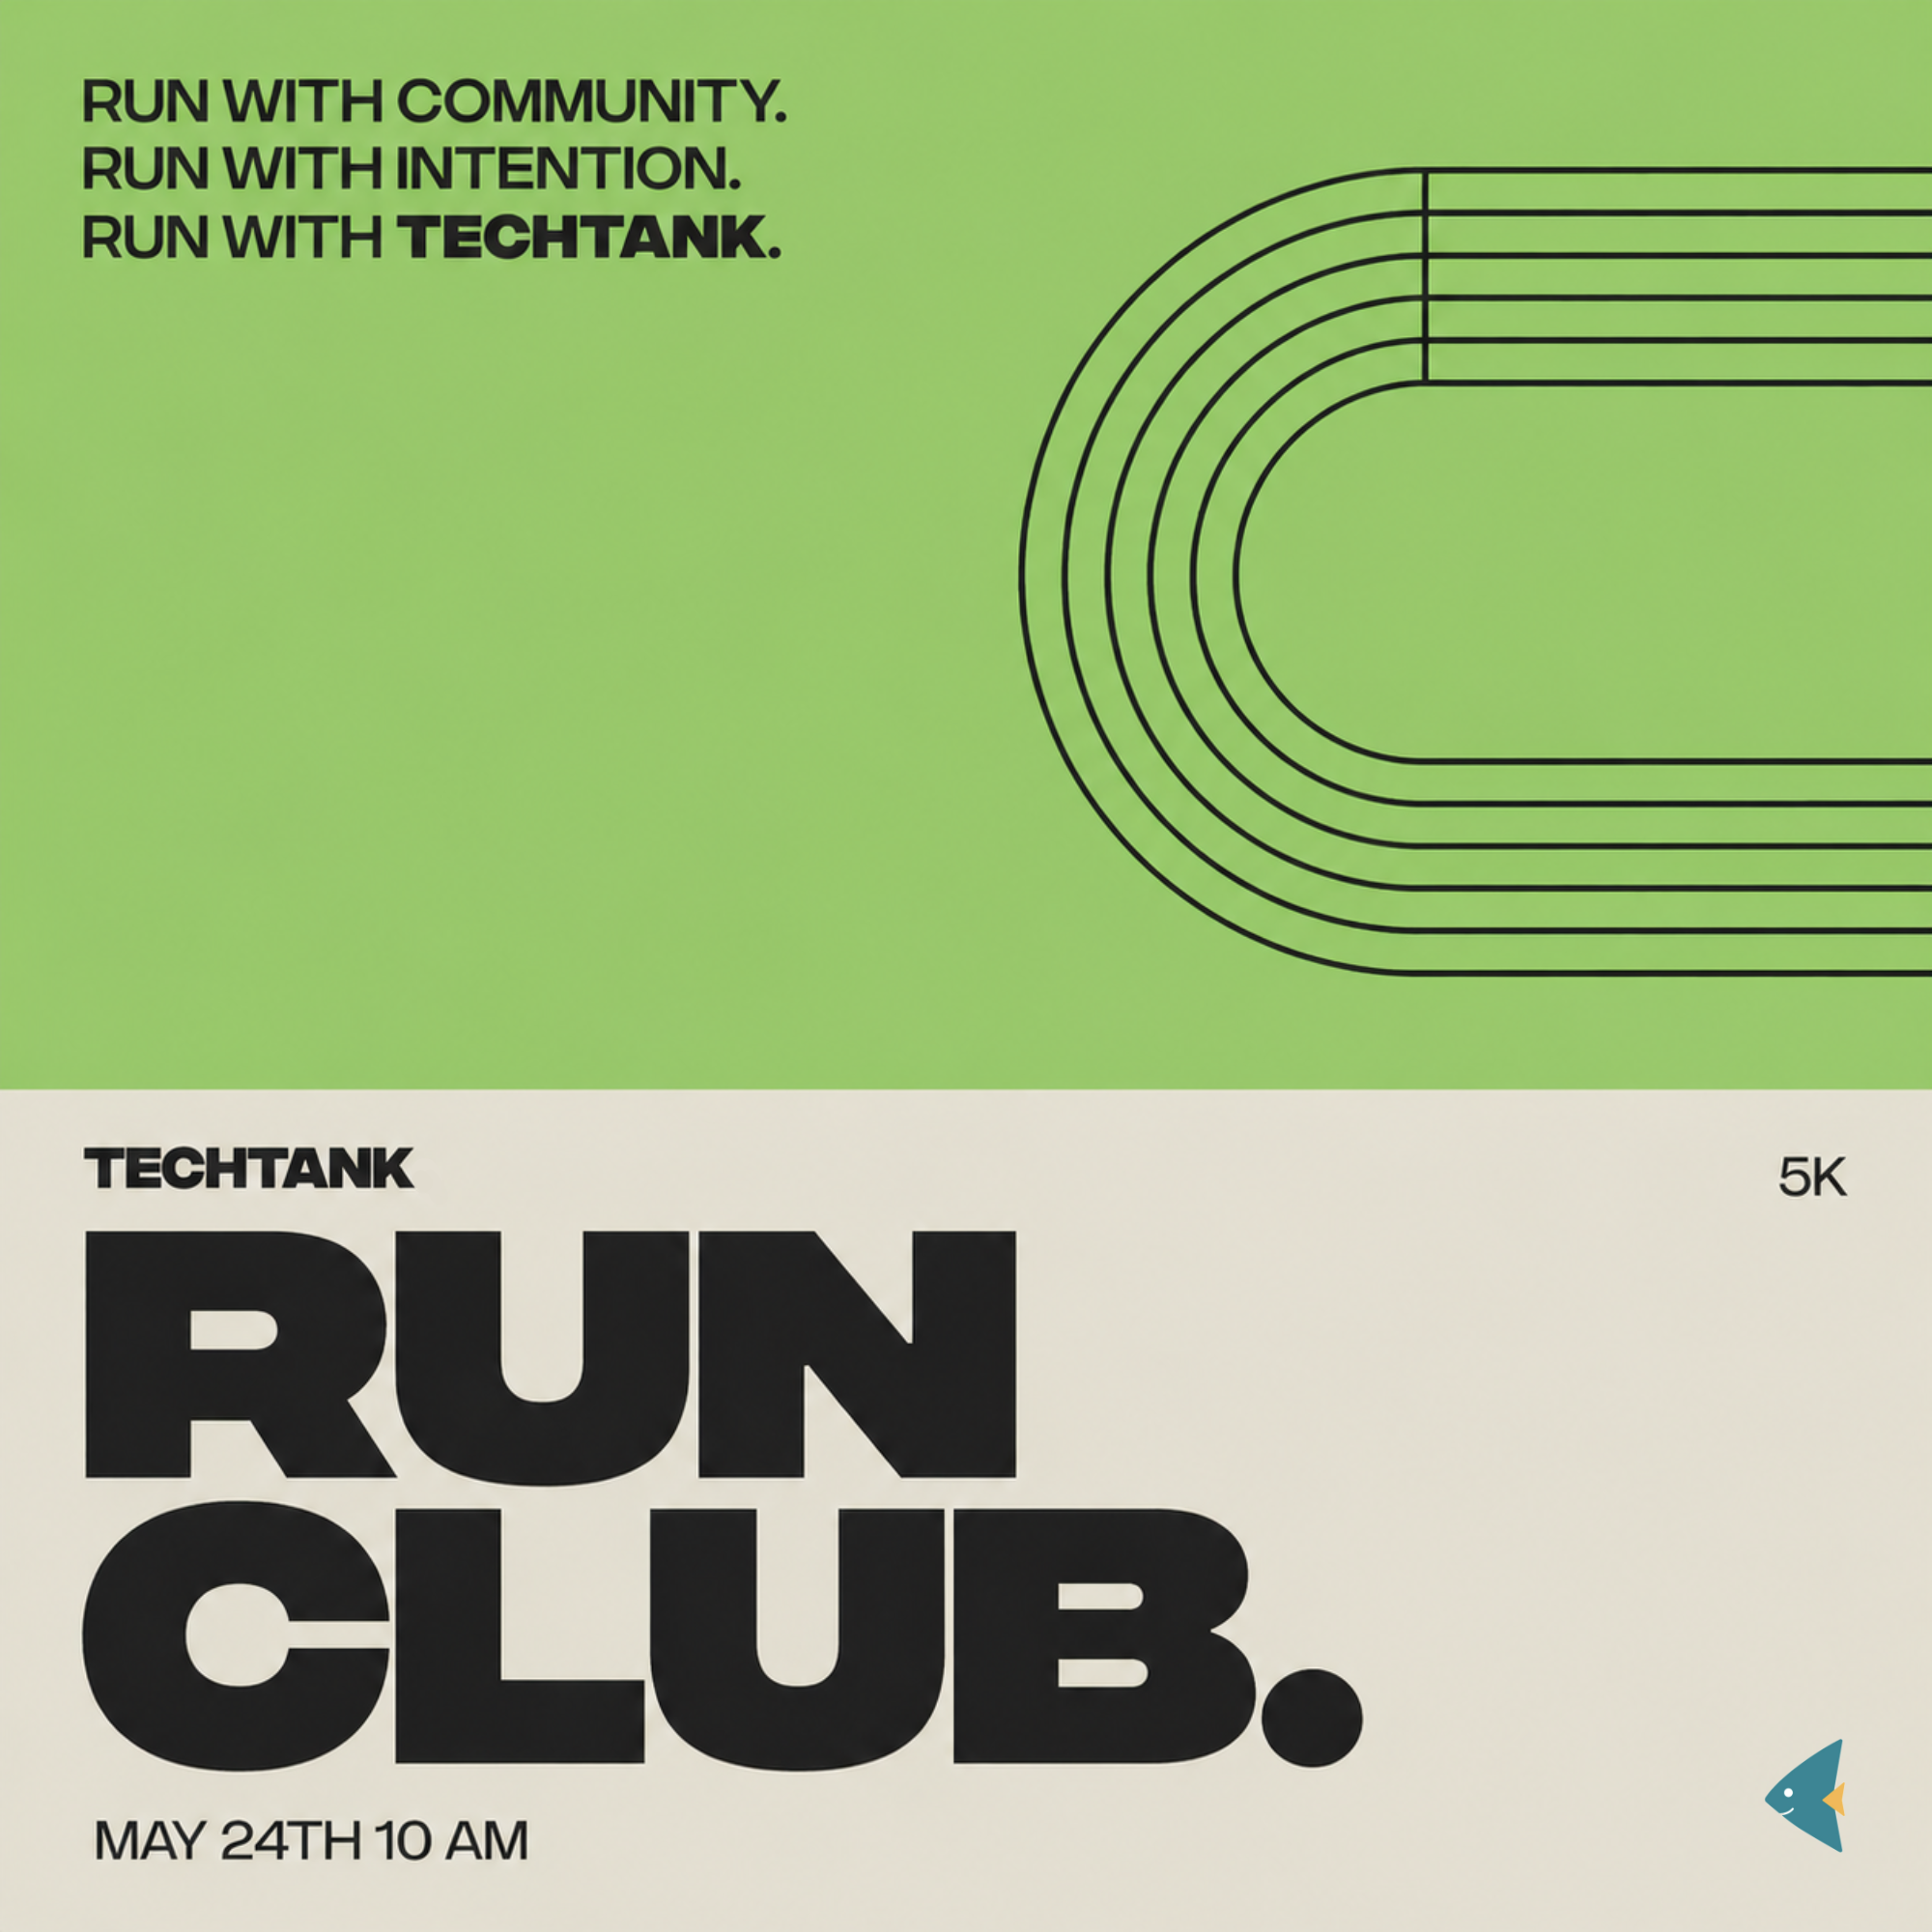 RUN WITH COMMUNITY.
RUN WITH INTENTION.
RUN WITH TECHTANK.
TECHTANK
5K
RUN
CLUB.
MAY 24TH 10 AM